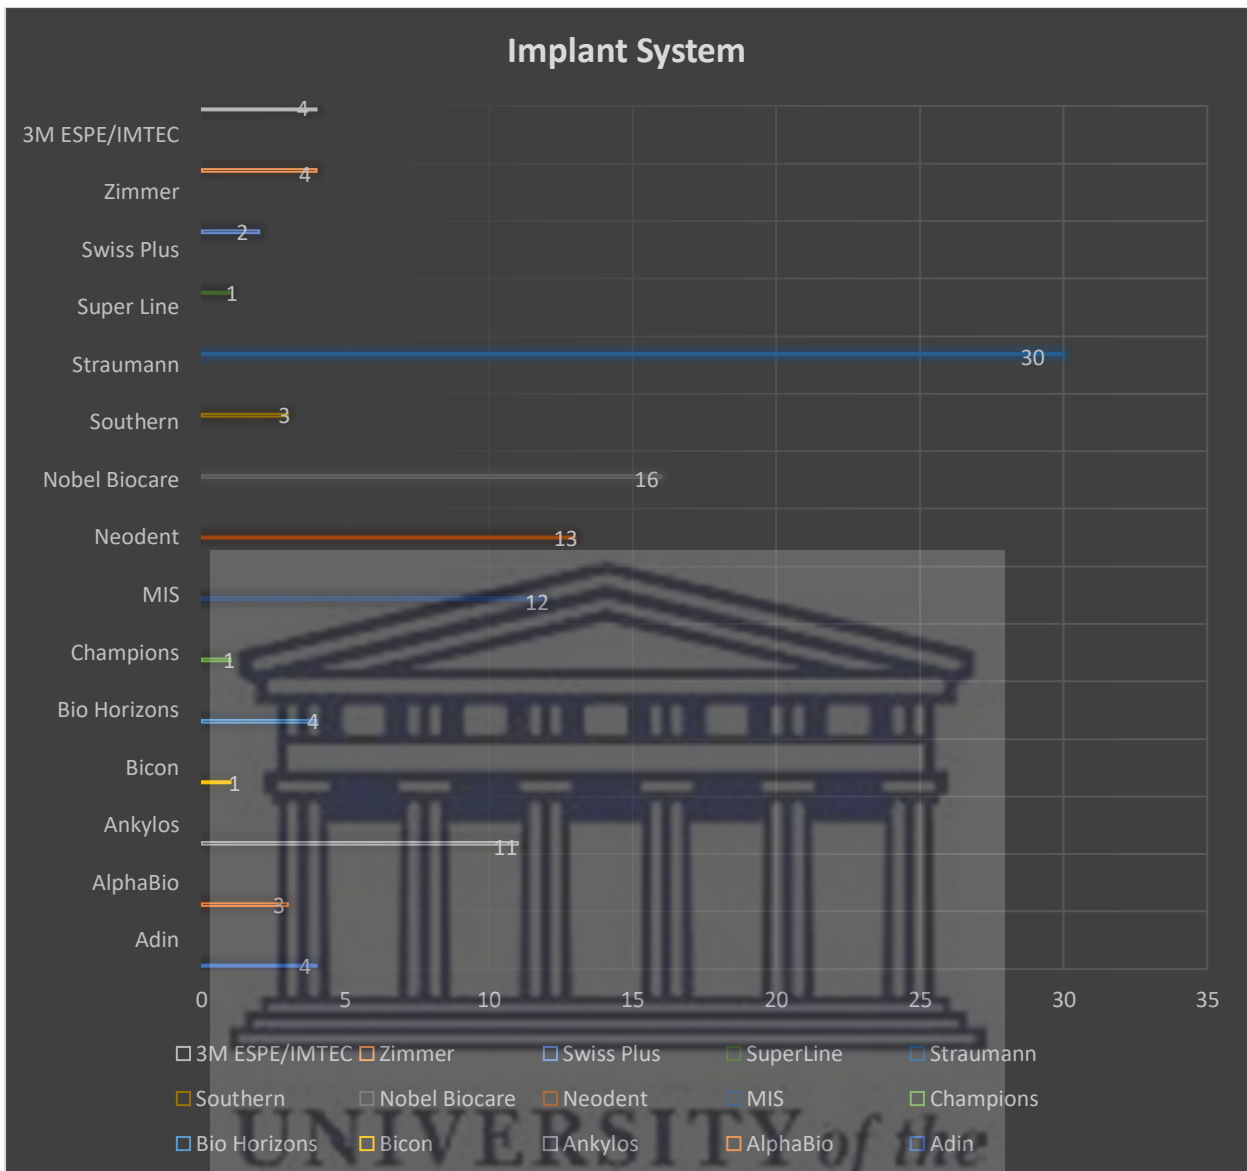 Implant System
3M ESPE/IMTEC 4
Zimmer 4
Swiss Plus 2
Super Line 1
Straumann 30
Southern 3
Nobel Biocare 16
Neodent 13
MIS 12
Champions 1
Bio Horizons 4
Bicon 1
Ankylos 11
AlphaBio 3
Adin 4
0 5 10 15 20 25 30 35
3M ESPE/IMTEC Zimmer Swiss Plus SuperLine Straumann
Southern Nobel Biocare Neodent MIS Champions
Bio Horizons Bicon Ankylos AlphaBio Adin
UNIVERSITY of the